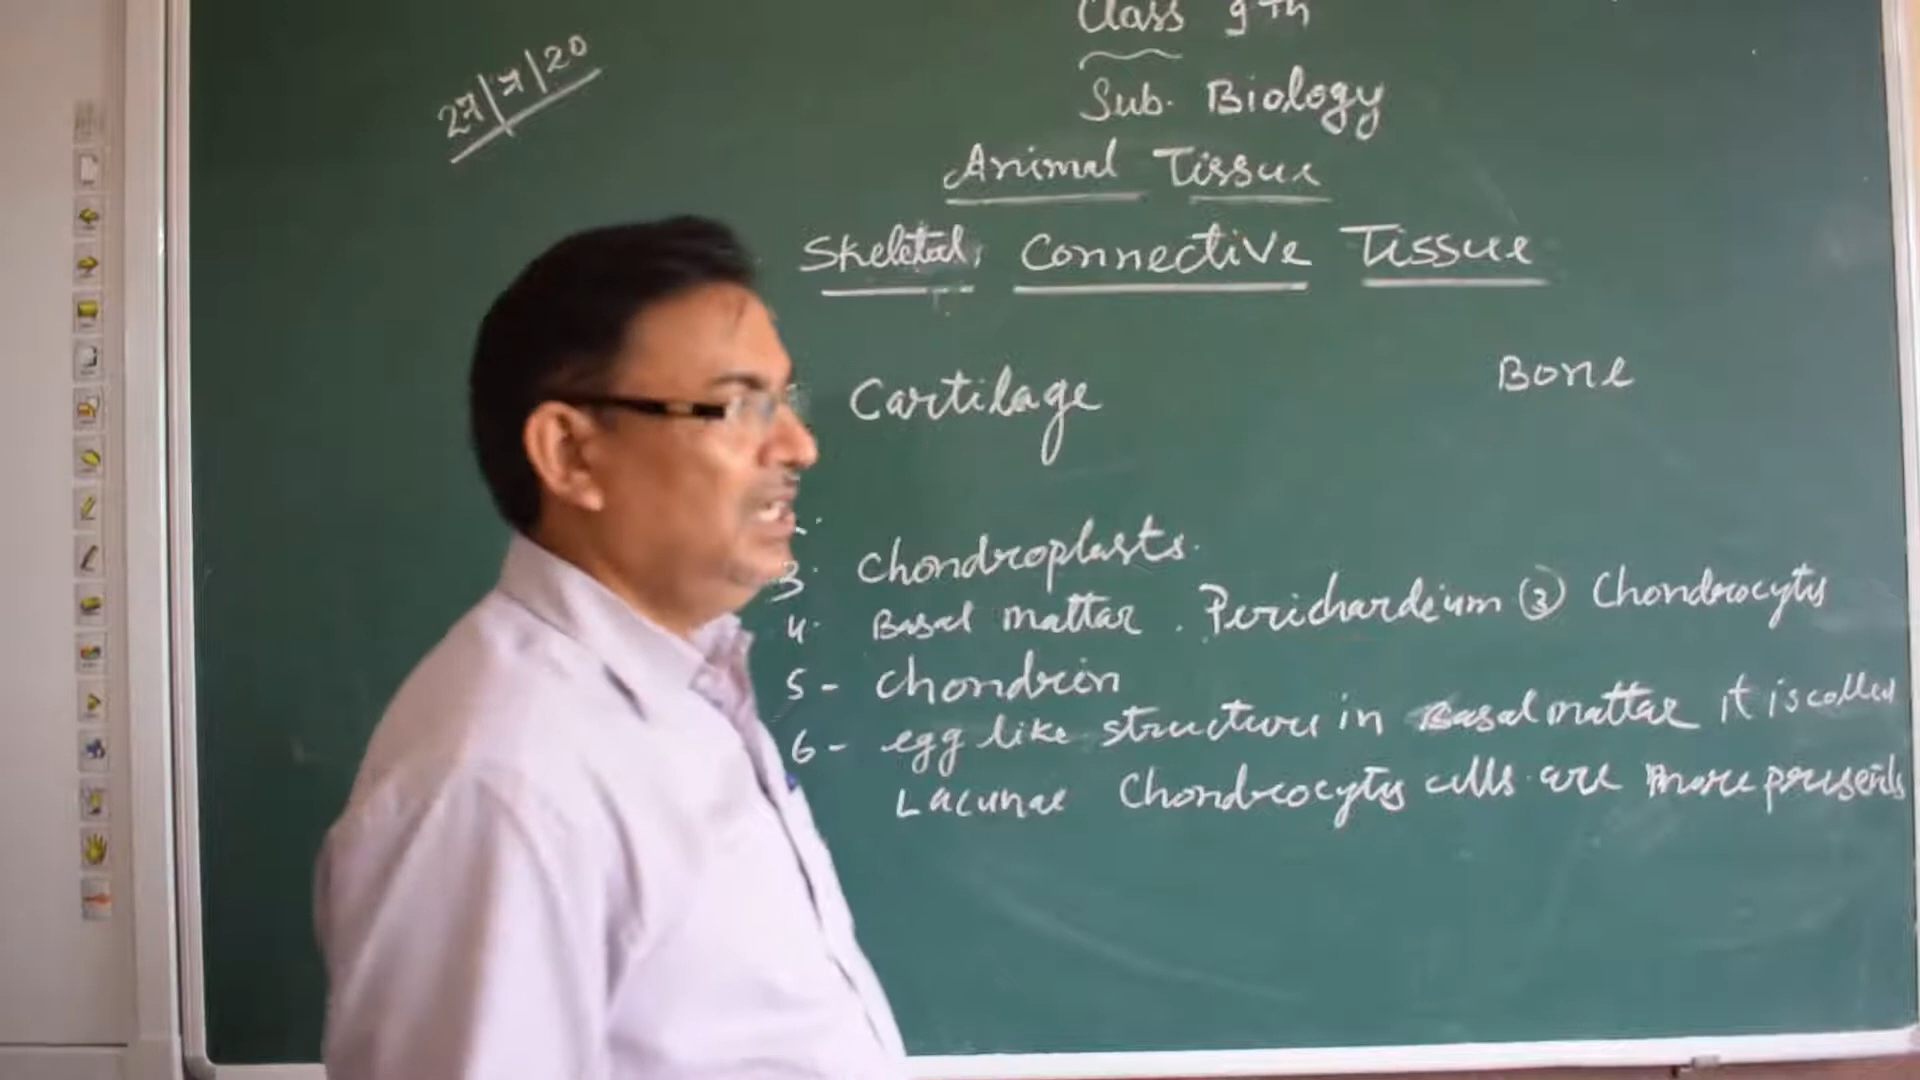 Class 9th
27/7/20
Sub. Biology
Animal Tissue
Skeletal, Connective Tissue
Cartilage
Bone
3. Chondroplasts.
4. Basal mattar. Perichardeium (3) Chondrocyts
5- Chondrin
6- egg like structure in Basal mattar it is called
Lacunae Chondrocytes cells are more presents